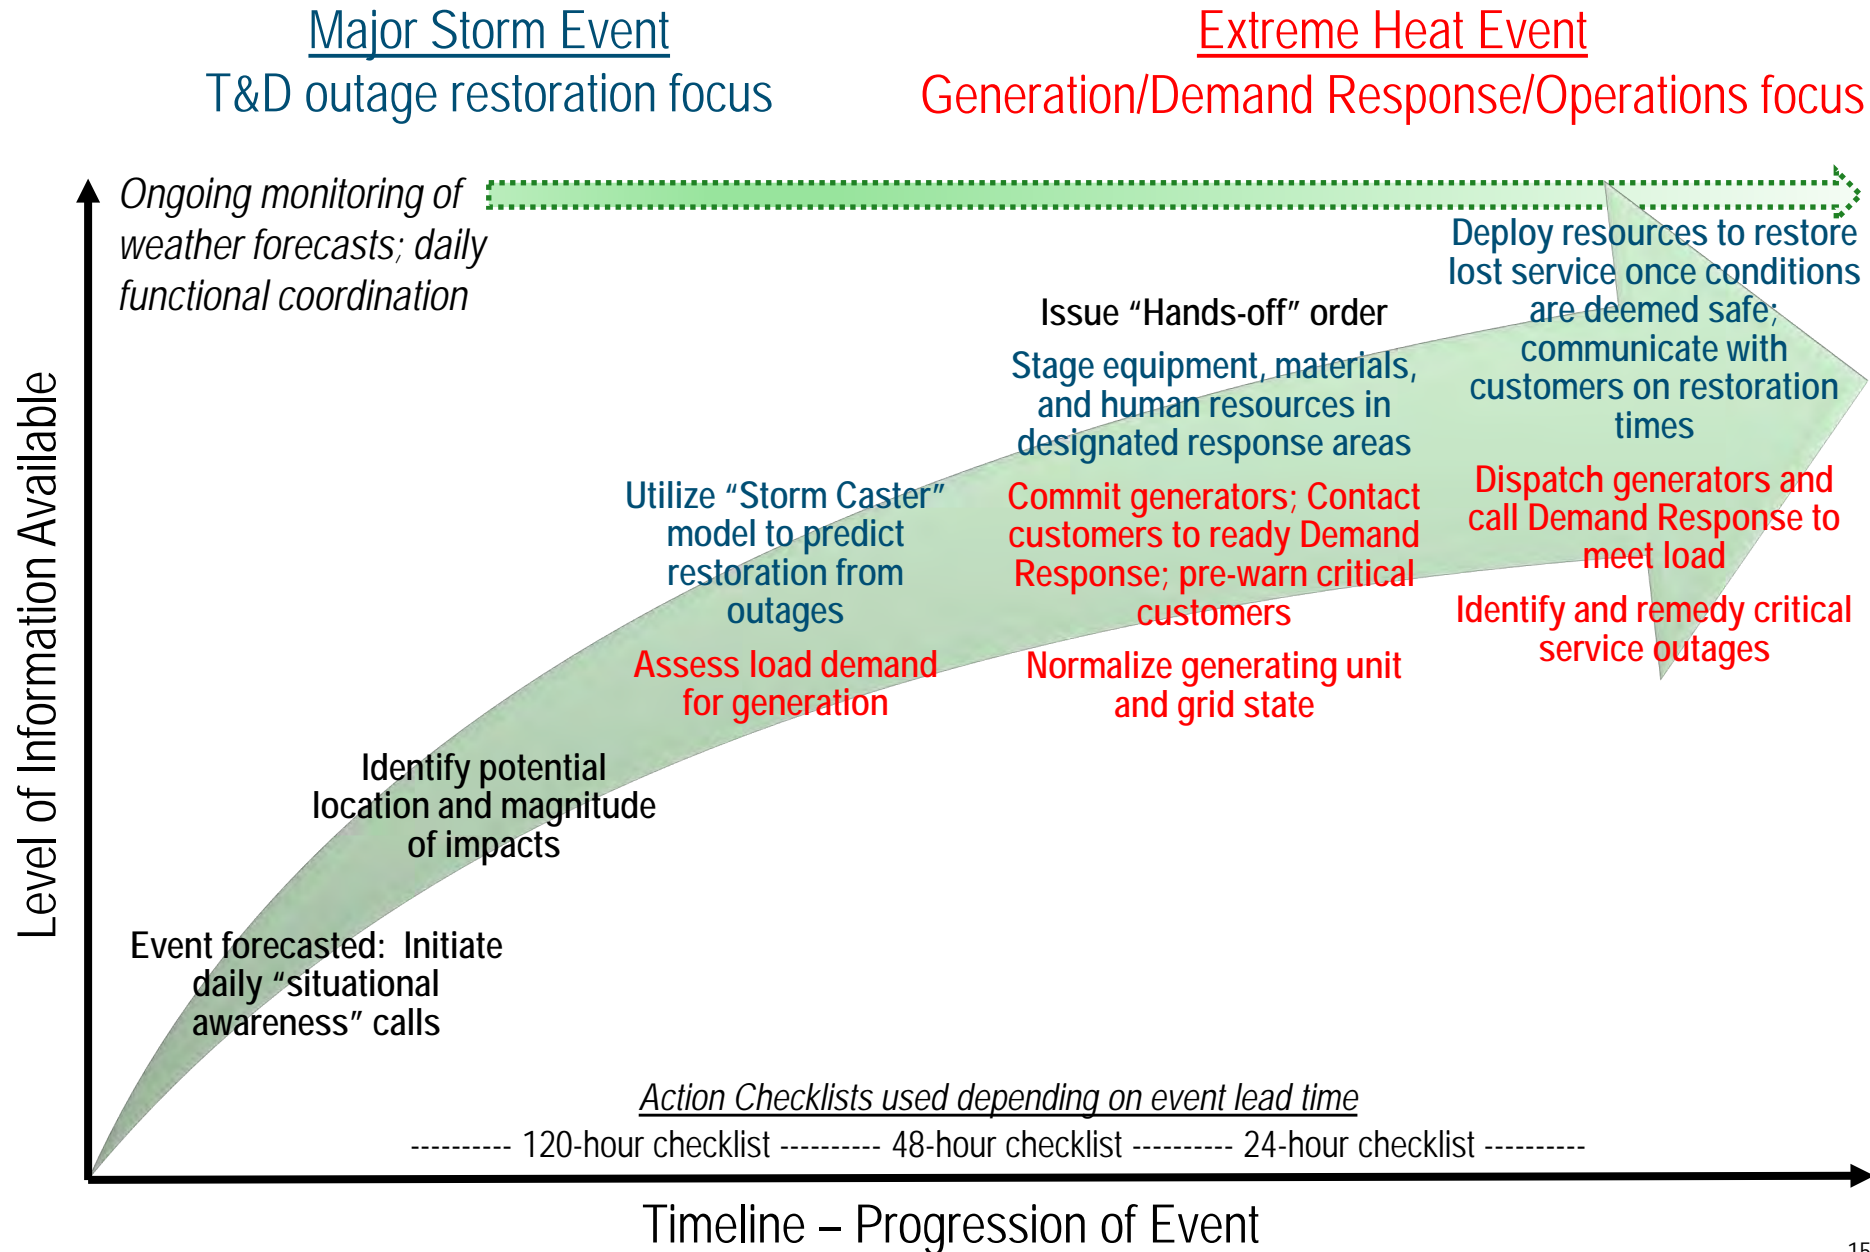 Major Storm Event
T&D outage restoration focus
Extreme Heat Event
Generation/Demand Response/Operations focus
Ongoing monitoring of
weather forecasts; daily
functional coordination
Level of Information Available
Event forecasted:  Initiate
daily “situational
awareness” calls
Identify potential
location and magnitude
of impacts
Utilize “Storm Caster”
model to predict
restoration from
outages
Assess load demand
for generation
Issue “Hands-off” order
Stage equipment, materials,
and human resources in
designated response areas
Commit generators; Contact
customers to ready Demand
Response; pre-warn critical
customers
Normalize generating unit
and grid state
Deploy resources to restore
lost service once conditions
are deemed safe;
communicate with
customers on restoration
times
Dispatch generators and
call Demand Response to
meet load
Identify and remedy critical
service outages
Action Checklists used depending on event lead time
---------- 120-hour checklist ---------- 48-hour checklist ---------- 24-hour checklist ----------
Timeline – Progression of Event
15